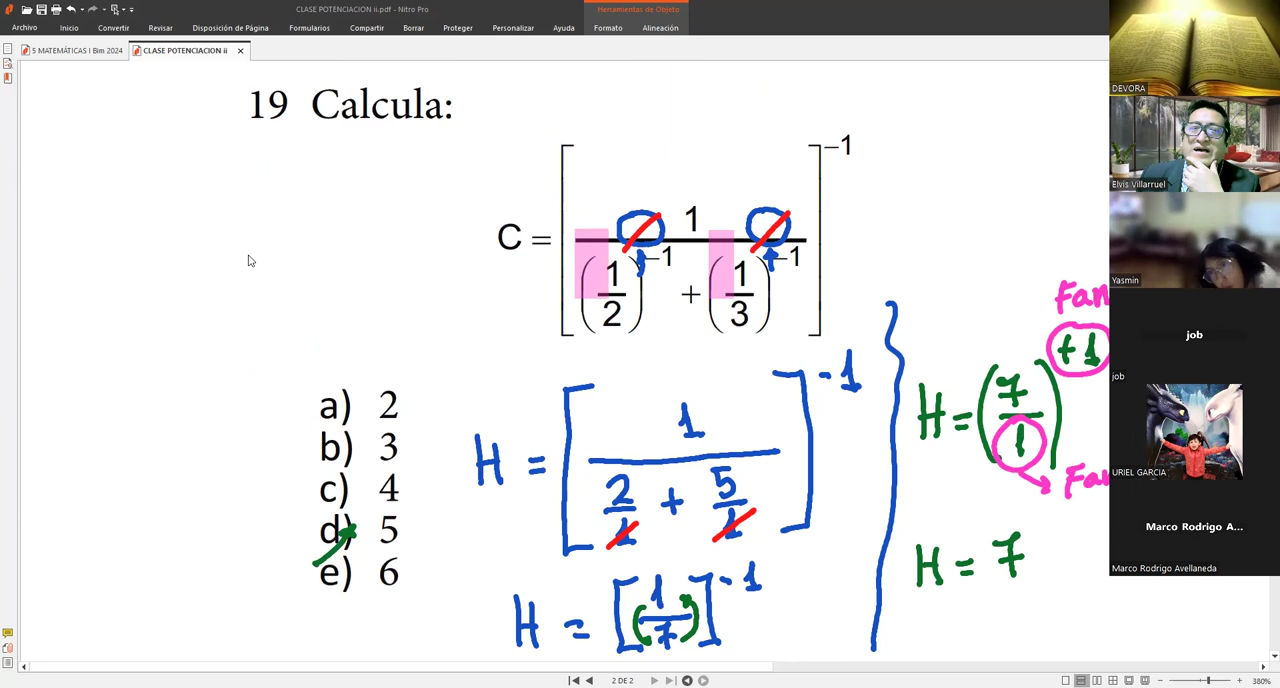 CLASE POTENCIACION ii.pdf - Nitro Pro
Herramientas de Objeto
Archivo Inicio Convertir Revisar Disposición de Página Formularios Compartir Borrar Proteger Personalizar Ayuda Formato Alineación
5 MATEMÁTICAS I Bim 2024
CLASE POTENCIACION ii
19 Calcula:
C = [ 1 / ( (1/2)^–1 + (1/3)^–1 ) ]^–1
a) 2
b) 3
c) 4
d) 5
e) 6
H = [ 1 / ( 2/1 + 5/1 ) ]^-1
H = [(1/7)]^-1
Fan
H = (7/1)^+1
Fan
H = 7
DEVORA
Elvis Villarruel
Yasmin
job
job
URIEL GARCIA
Marco Rodrigo A...
Marco Rodrigo Avellaneda
2 DE 2
380%